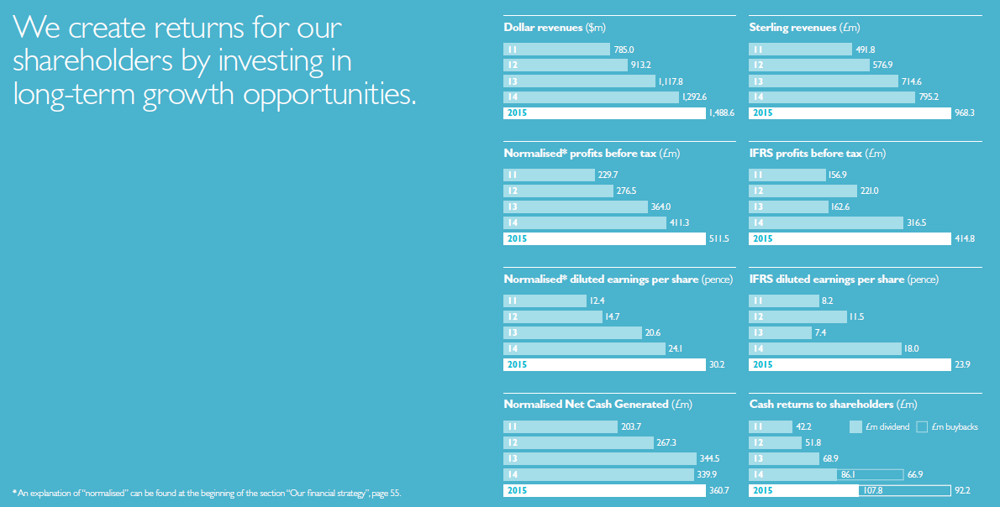 We create returns for our
shareholders by investing in
long-term growth opportunities.
* An explanation of “normalised” can be found at the beginning of the section “Our financial strategy”, page 55.
Dollar revenues ($m)
11 785.0
12 913.2
13 1,117.8
14 1,292.6
2015 1,488.6
Sterling revenues (£m)
11 491.8
12 576.9
13 714.6
14 795.2
2015 968.3
Normalised* profits before tax (£m)
11 229.7
12 276.5
13 364.0
14 411.3
2015 511.5
IFRS profits before tax (£m)
11 156.9
12 221.0
13 162.6
14 316.5
2015 414.8
Normalised* diluted earnings per share (pence)
11 12.4
12 14.7
13 20.6
14 24.1
2015 30.2
IFRS diluted earnings per share (pence)
11 8.2
12 11.5
13 7.4
14 18.0
2015 23.9
Normalised Net Cash Generated (£m)
11 203.7
12 267.3
13 344.5
14 339.9
2015 360.7
Cash returns to shareholders (£m)
11 42.2 £m dividend £m buybacks
12 51.8
13 68.9
14 86.1 66.9
2015 107.8 92.2